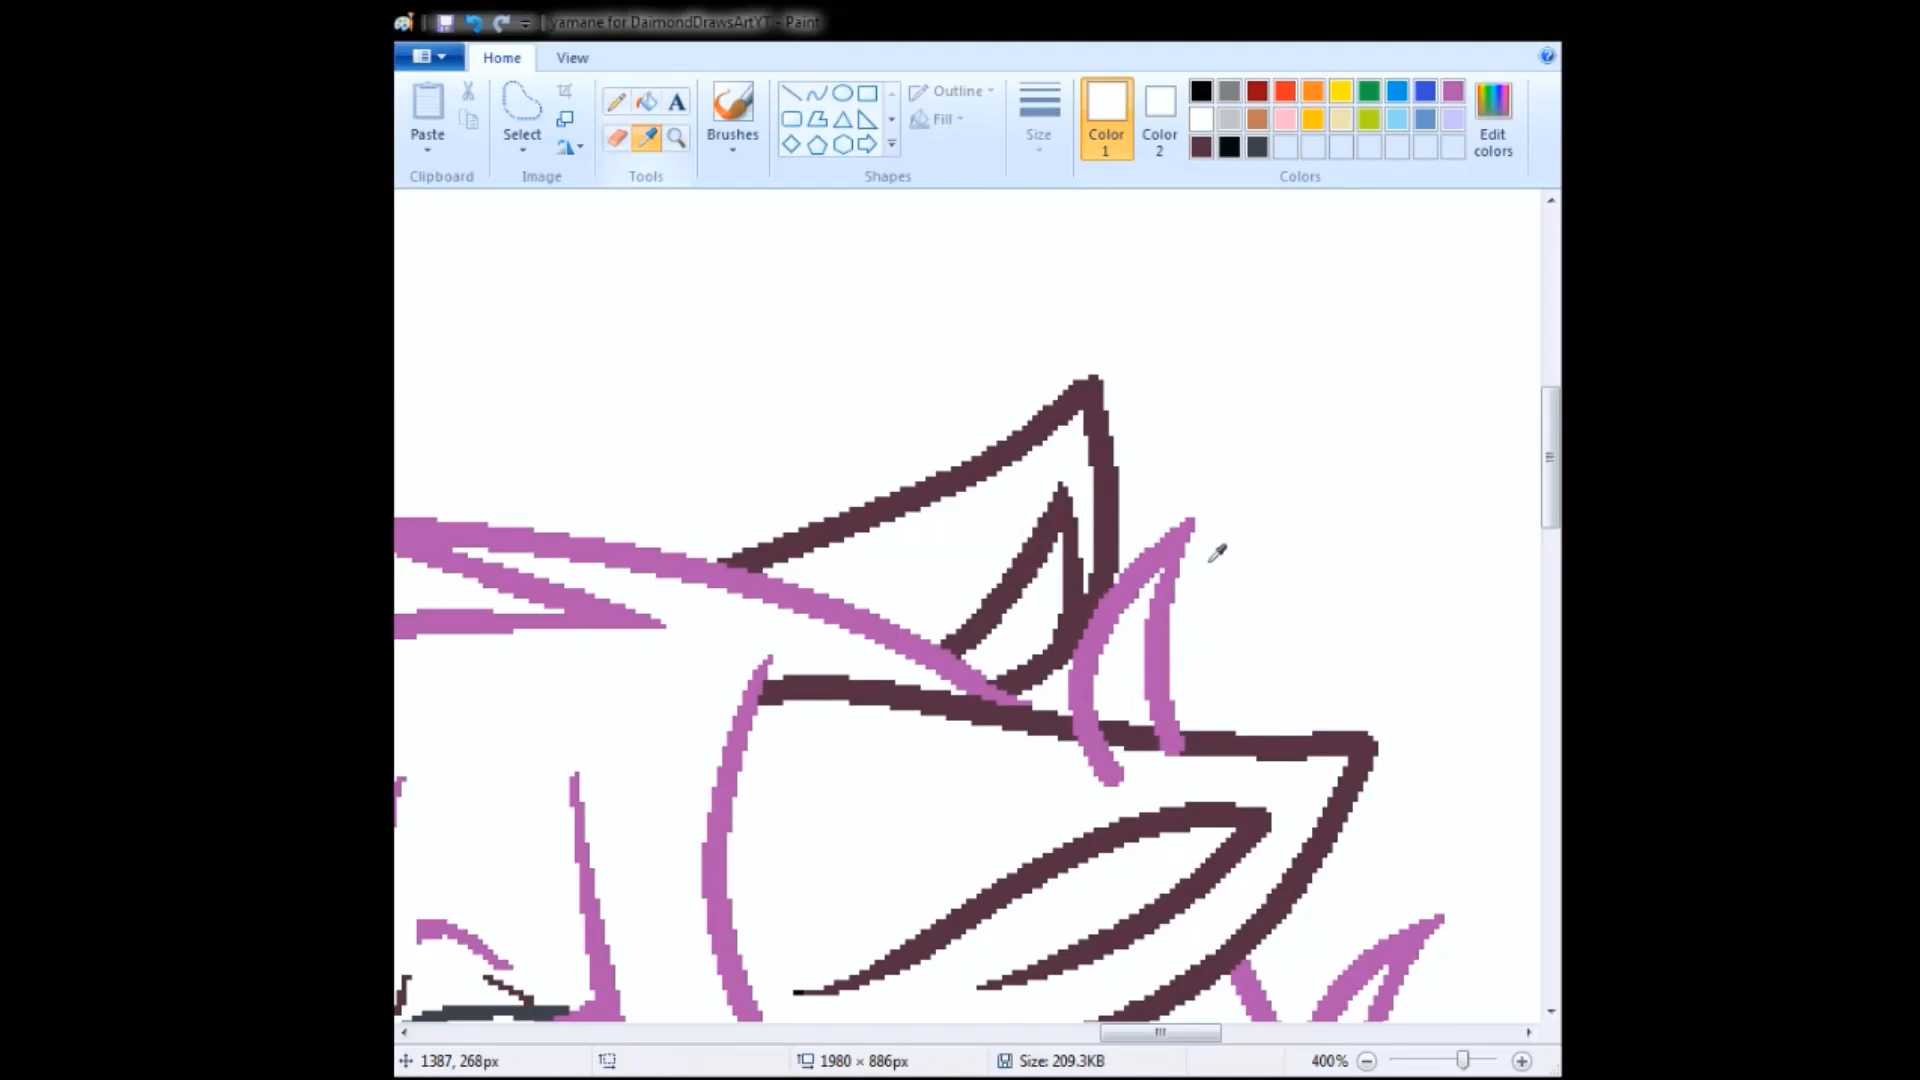 yamane for DaimondDrawsArtYT - Paint
Home View
Paste
Select
A
Brushes
Outline
Fill
Size
Color 1
Color 2
Edit colors
Clipboard Image Tools Shapes Colors
1387, 268px 1980 × 886px Size: 209.3KB 400%